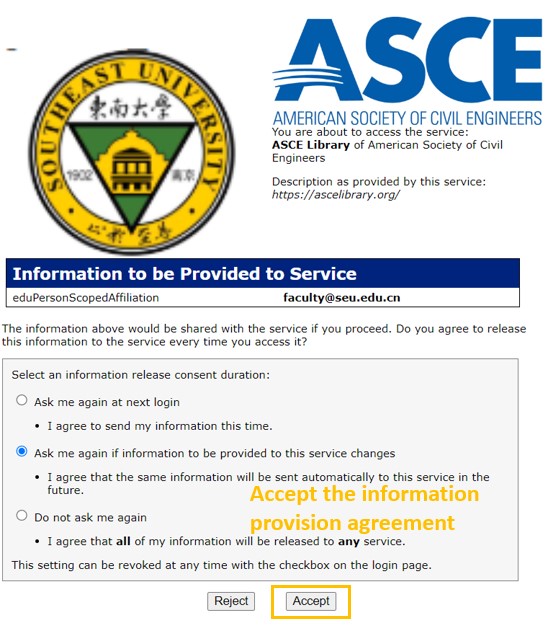 ASCE
AMERICAN SOCIETY OF CIVIL ENGINEERS
SOUTHEAST UNIVERSITY
東南大學
1902
南京
You are about to access the service:
ASCE Library of American Society of Civil
Engineers
Description as provided by this service:
https://ascelibrary.org/
Information to be Provided to Service
eduPersonScopedAffiliation faculty@seu.edu.cn
The information above would be shared with the service if you proceed. Do you agree to release
this information to the service every time you access it?
Select an information release consent duration:
Ask me again at next login
• I agree to send my information this time.
Ask me again if information to be provided to this service changes
• I agree that the same information will be sent automatically to this service in the
future.
Accept the information
provision agreement
Do not ask me again
• I agree that all of my information will be released to any service.
This setting can be revoked at any time with the checkbox on the login page.
Reject
Accept